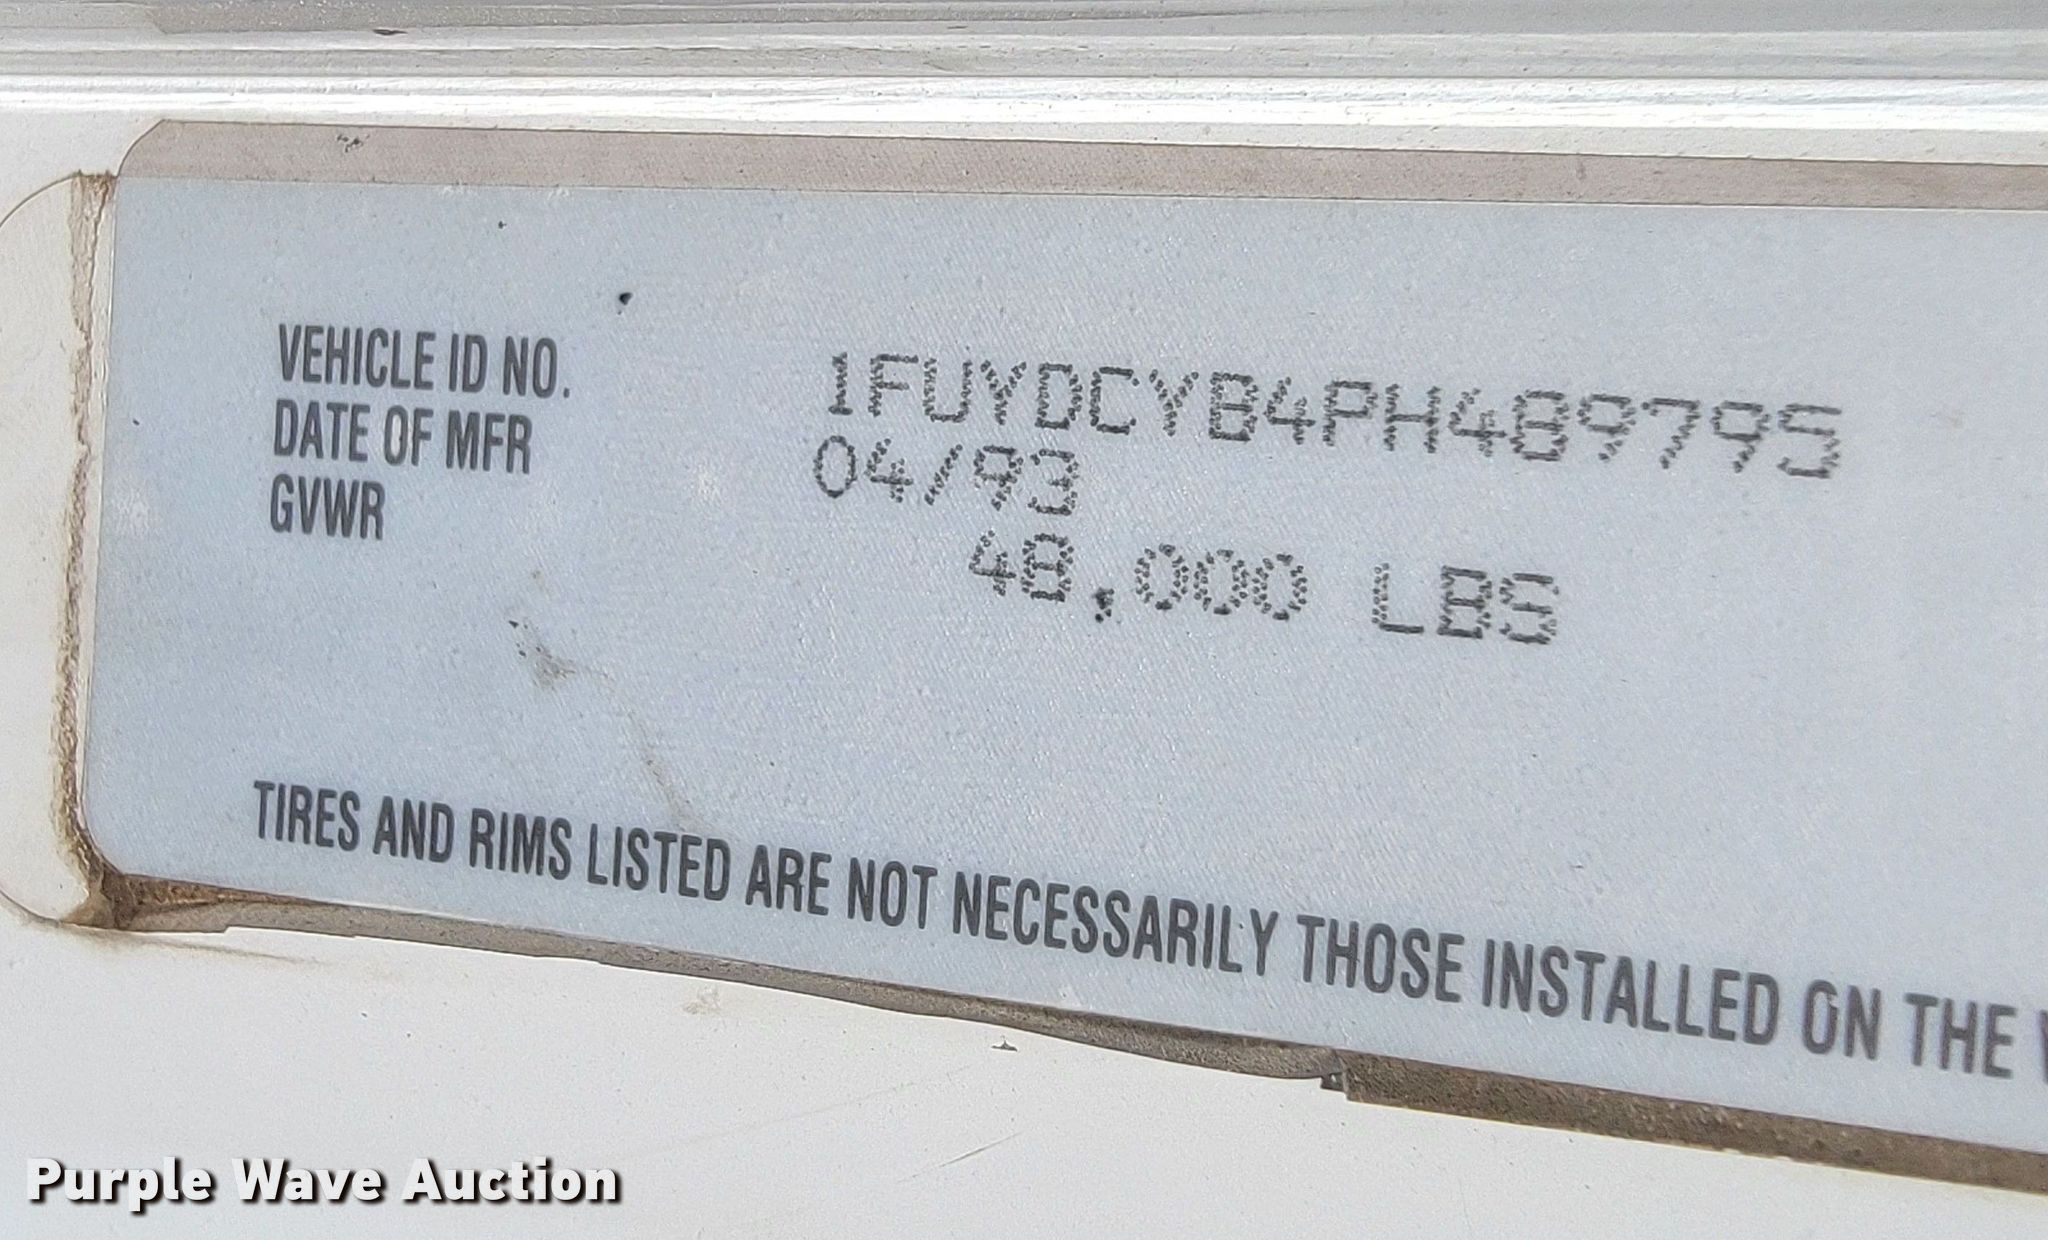 VEHICLE ID NO. 1FUYDCYB4PH489795
DATE OF MFR 04/93
GVWR 48,000 LBS
TIRES AND RIMS LISTED ARE NOT NECESSARILY THOSE INSTALLED ON THE
Purple Wave Auction